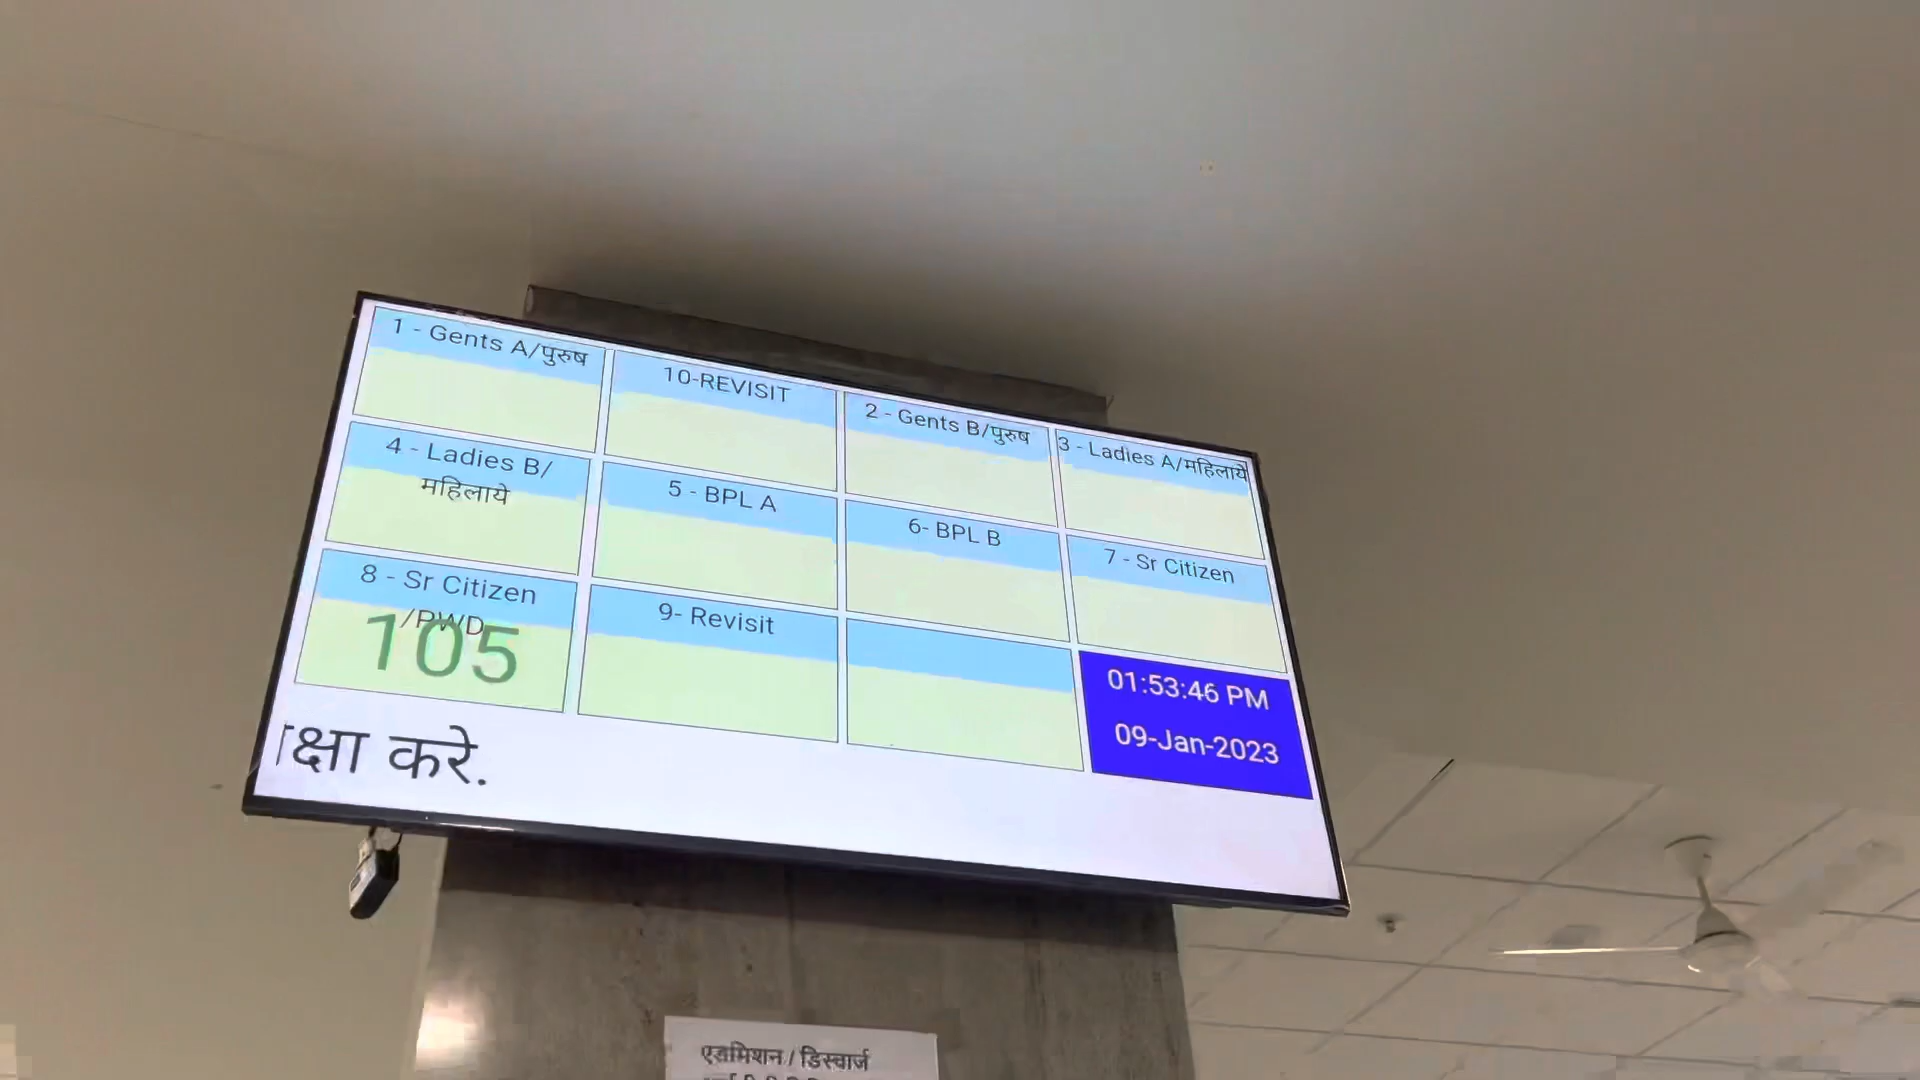 1 - Gents A/पुरुष
10-REVISIT
2 - Gents B/पुरुष
3 - Ladies A/महिलाये
4 - Ladies B/
महिलाये
5 - BPL A
6- BPL B
7 - Sr Citizen
8 - Sr Citizen
/PWD
105
9- Revisit
01:53:46 PM
09-Jan-2023
करे.
एडमिशन / डिस्चार्ज